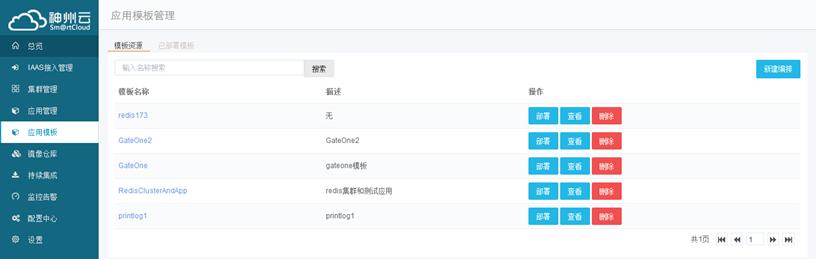 神州云
Sm@rtCloud
总览
IAAS接入管理
集群管理
应用管理
应用模板
镜像仓库
持续集成
监控告警
配置中心
设置
应用模板管理
模板资源 已部署模板
输入名称搜索 搜索 新建编排
模板名称 描述 操作
redis173 无 部署 查看 删除
GateOne2 GateOne2 部署 查看 删除
GateOne gateone模板 部署 查看 删除
RedisClusterAndApp redis集群和测试应用 部署 查看 删除
printlog1 printlog1 部署 查看 删除
共1页 1